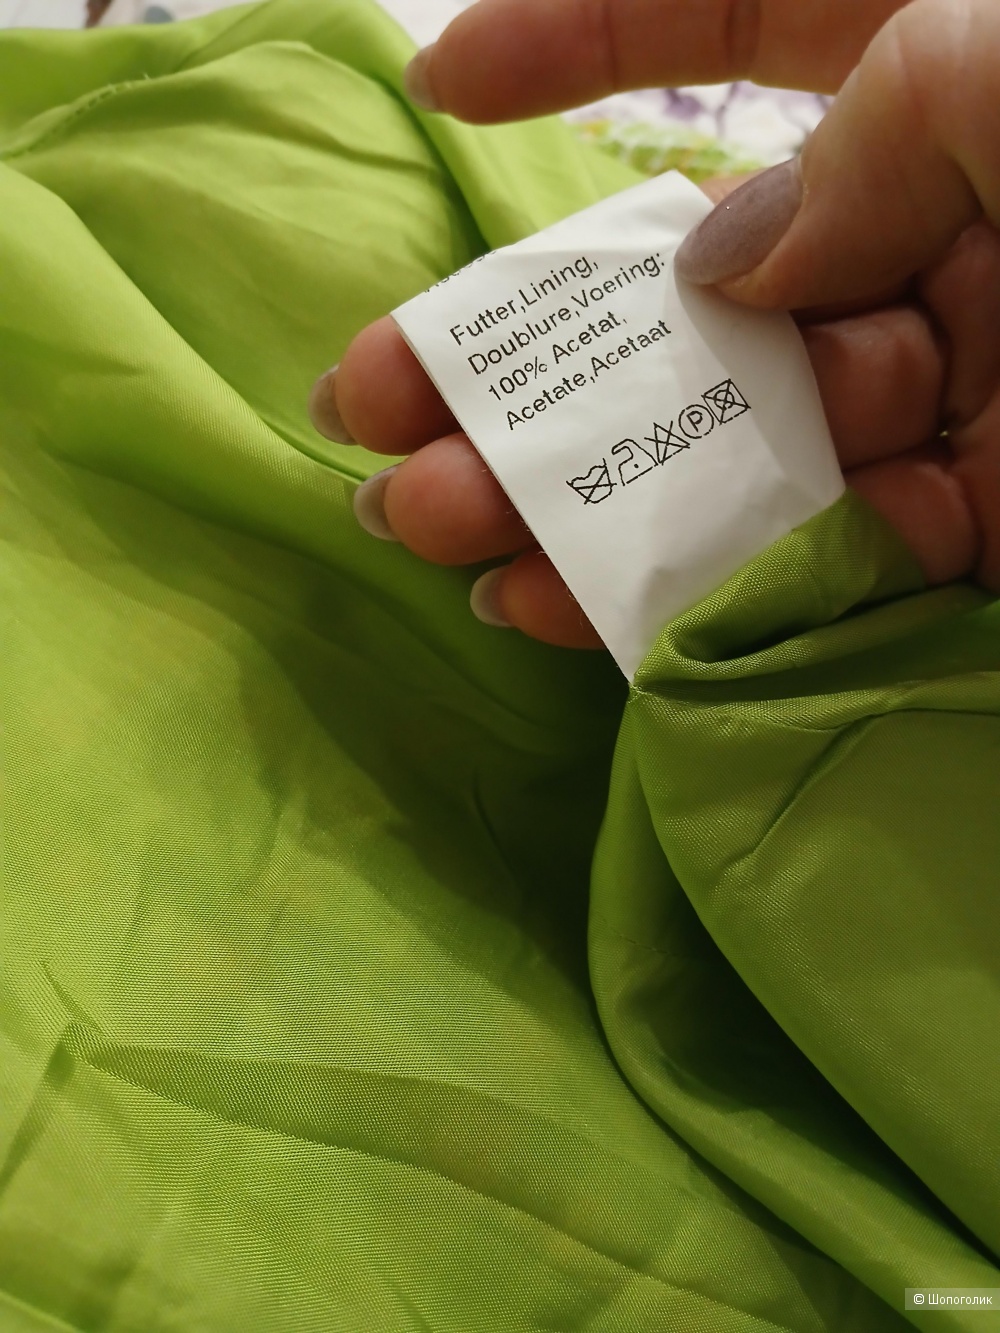 Futter,Lining,
Doublure,Voering:
100% Acetat,
Acetate,Acetaat
P
© Шопоголик